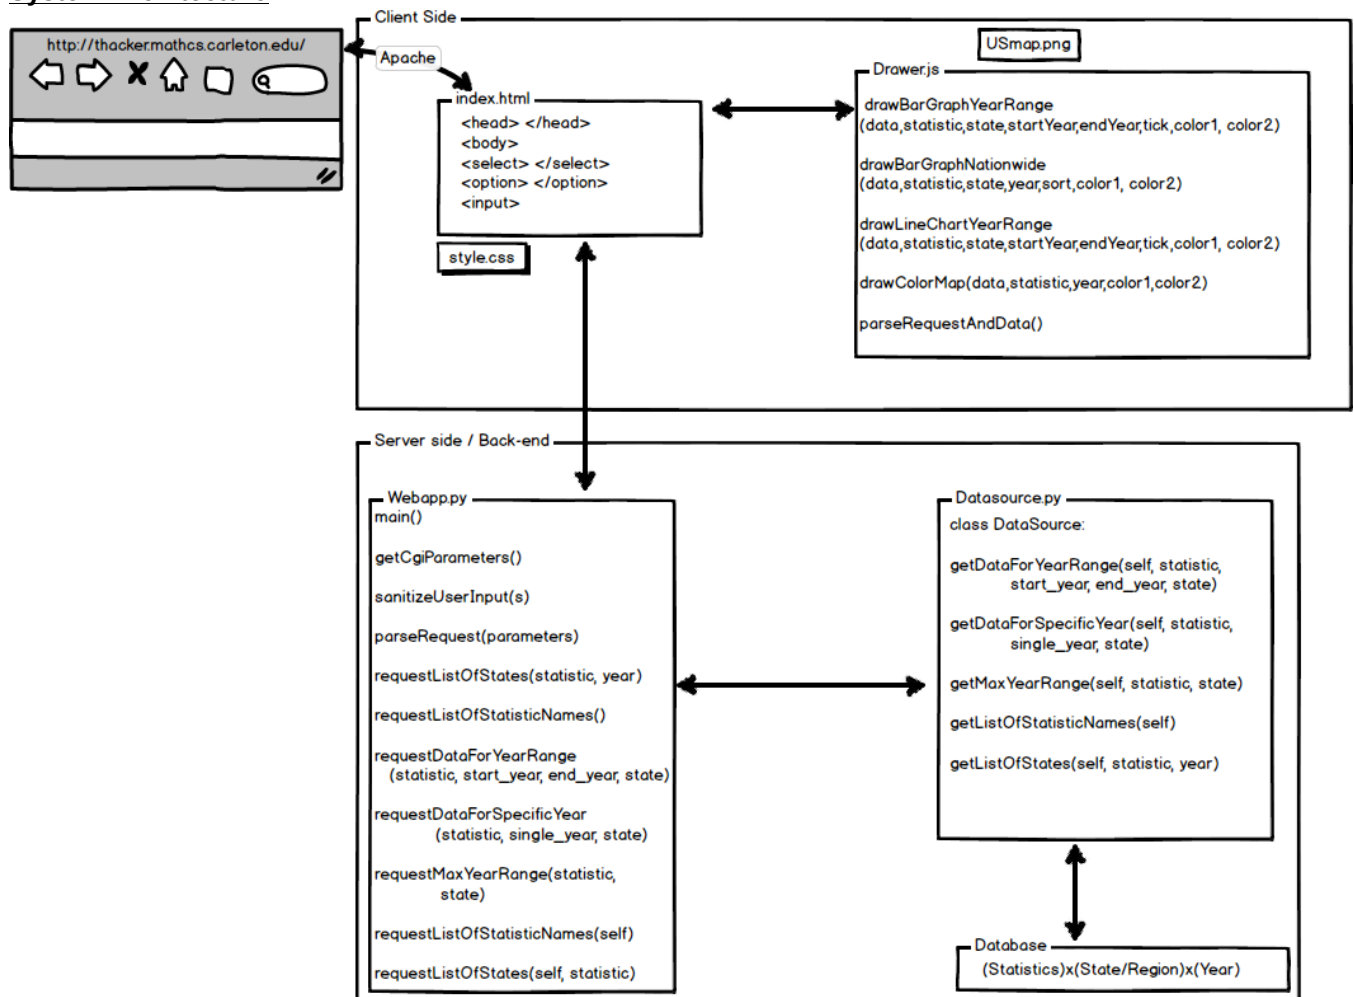 System Architecture
http://thacker.mathcs.carleton.edu/
Client Side
Apache
index.html
<head> </head>
<body>
<select> </select>
<option> </option>
<input>
style.css
USmap.png
Drawer.js
drawBarGraphYearRange
(data,statistic,state,startYear,endYear,tick,color1, color2)
drawBarGraphNationwide
(data,statistic,state,year,sort,color1, color2)
drawLineChartYearRange
(data,statistic,state,startYear,endYear,tick,color1, color2)
drawColorMap(data,statistic,year,color1,color2)
parseRequestAndData()
Server side / Back-end
Webapp.py
main()
getCgiParameters()
sanitizeUserInput(s)
parseRequest(parameters)
requestListOfStates(statistic, year)
requestListOfStatisticNames()
requestDataForYearRange
(statistic, start_year, end_year, state)
requestDataForSpecificYear
(statistic, single_year, state)
requestMaxYearRange(statistic,
state)
requestListOfStatisticNames(self)
requestListOfStates(self, statistic)
Datasource.py
class DataSource:
getDataForYearRange(self, statistic,
start_year, end_year, state)
getDataForSpecificYear(self, statistic,
single_year, state)
getMaxYearRange(self, statistic, state)
getListOfStatisticNames(self)
getListOfStates(self, statistic, year)
Database
(Statistics)x(State/Region)x(Year)